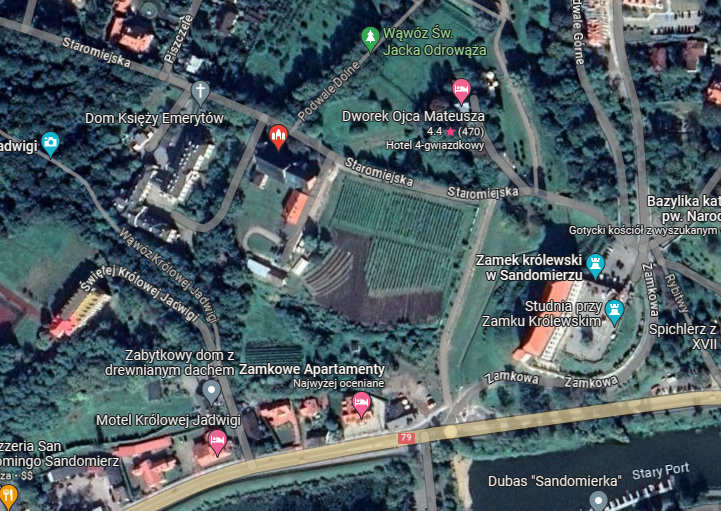 Staromiejska
Piszczele
Podwale Dolne
Wąwóz Św.
Jacka Odrowąża
Podwale Górne
Dom Księży Emerytów
Dworek Ojca Mateusza
4.4 ★ (470)
Hotel 4-gwiazdkowy
adwigi
Staromiejska
Staromiejska
Bazylika kat
pw. Narod
Gotycki kościół z wyszukanym
Wąwóz Królowej Jadwigi
Świętej Królowej Jadwigi
Zamek królewski
w Sandomierzu
Studnia przy
Zamku Królewskim
Zamkowa
Rybitwy
Spichlerz z
XVII
Zabytkowy dom z
drewnianym dachem
Zamkowe Apartamenty
Najwyżej oceniane
Zamkowa
Zamkowa
Motel Królowej Jadwigi
79
zzeria San
omingo Sandomierz
za · $$
Dubas "Sandomierka"
Stary Port